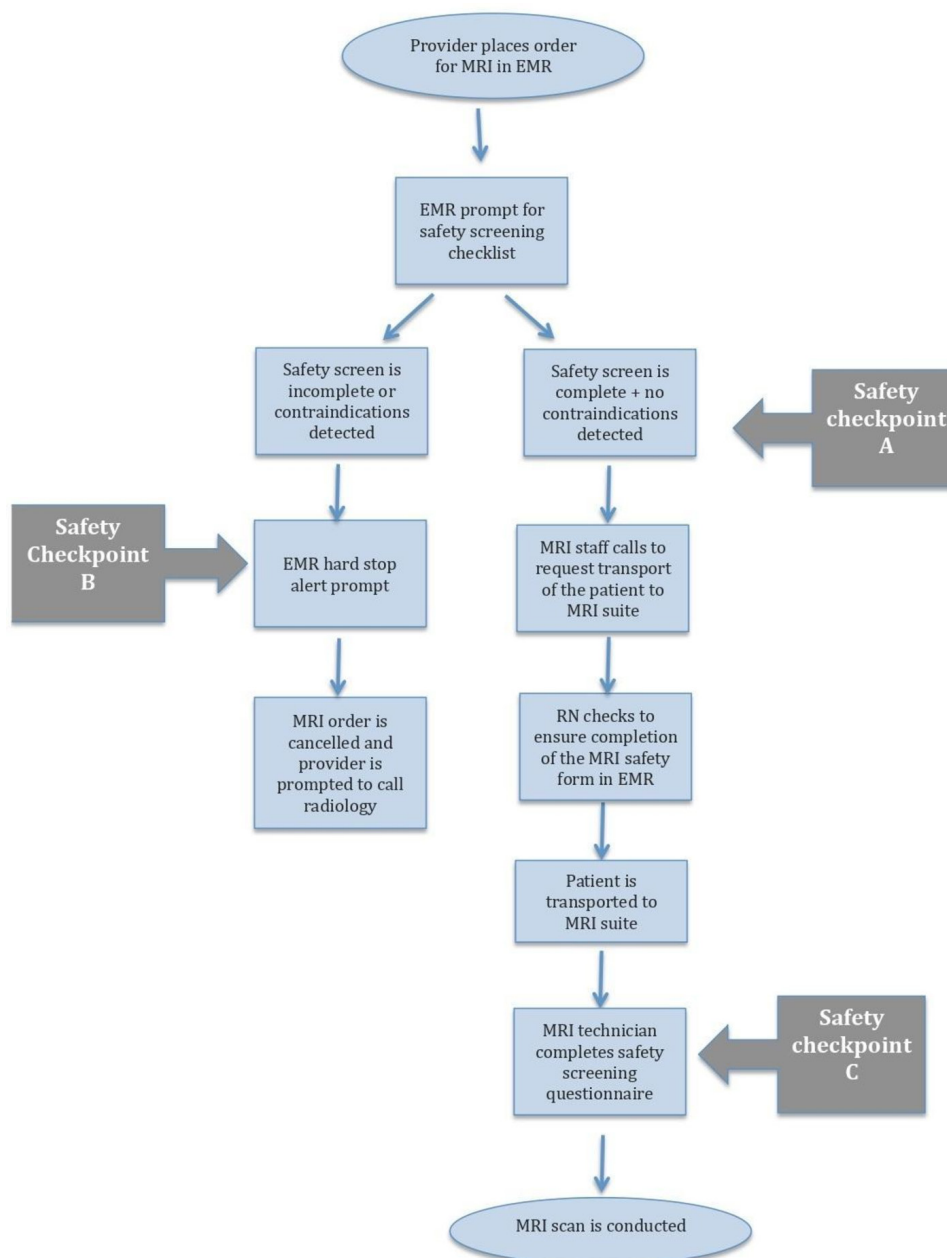 Provider places order
for MRI in EMR
EMR prompt for
safety screening
checklist
Safety screen is
incomplete or
contraindications
detected
Safety screen is
complete + no
contraindications
detected
Safety
checkpoint
A
Safety
Checkpoint
B
EMR hard stop
alert prompt
MRI staff calls to
request transport
of the patient to
MRI suite
MRI order is
cancelled and
provider is
prompted to call
radiology
RN checks to
ensure completion
of the MRI safety
form in EMR
Patient is
transported to
MRI suite
MRI technician
completes safety
screening
questionnaire
Safety
checkpoint
C
MRI scan is conducted